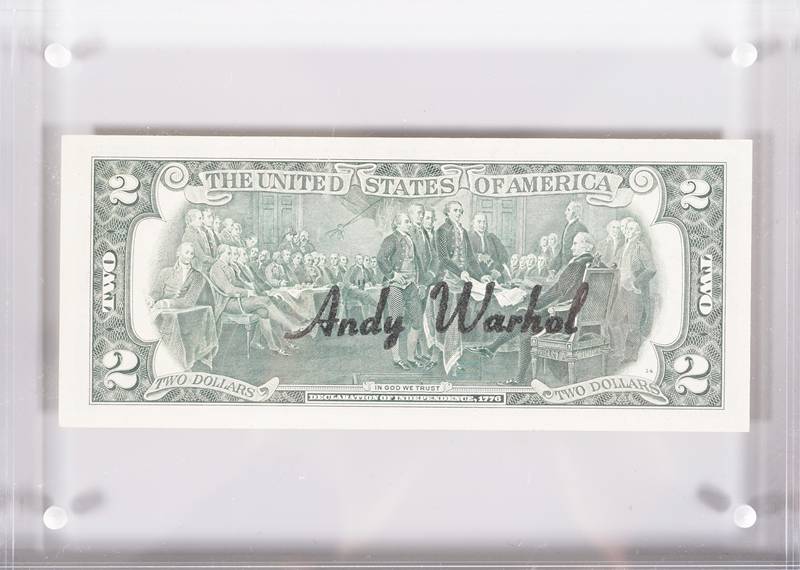 2 THE UNITED STATES OF AMERICA 2
TWO TWO
Andy Warhol
2 TWO DOLLARS IN GOD WE TRUST TWO DOLLARS 2
DECLARATION OF INDEPENDENCE, 1776